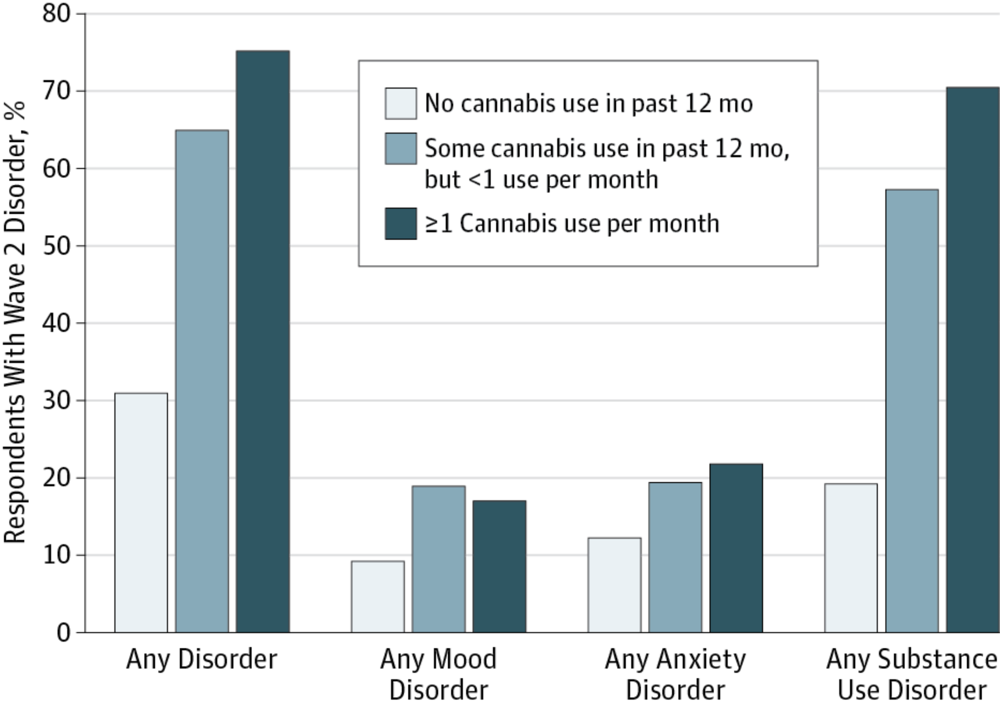 Respondents With Wave 2 Disorder, %
80
70
60
50
40
30
20
10
0
No cannabis use in past 12 mo
Some cannabis use in past 12 mo,
but <1 use per month
≥1 Cannabis use per month
Any Disorder
Any Mood
Disorder
Any Anxiety
Disorder
Any Substance
Use Disorder